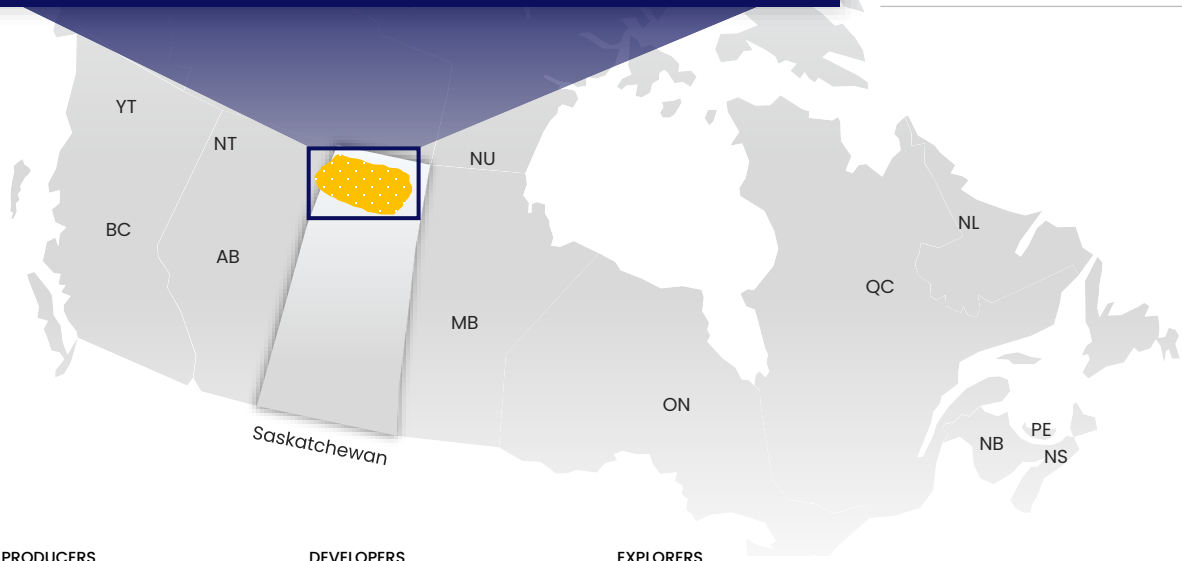 YT
NT
NU
BC
AB
NL
QC
MB
ON
Saskatchewan
PE
NB
NS
PRODUCERS
DEVELOPERS
EXPLORERS